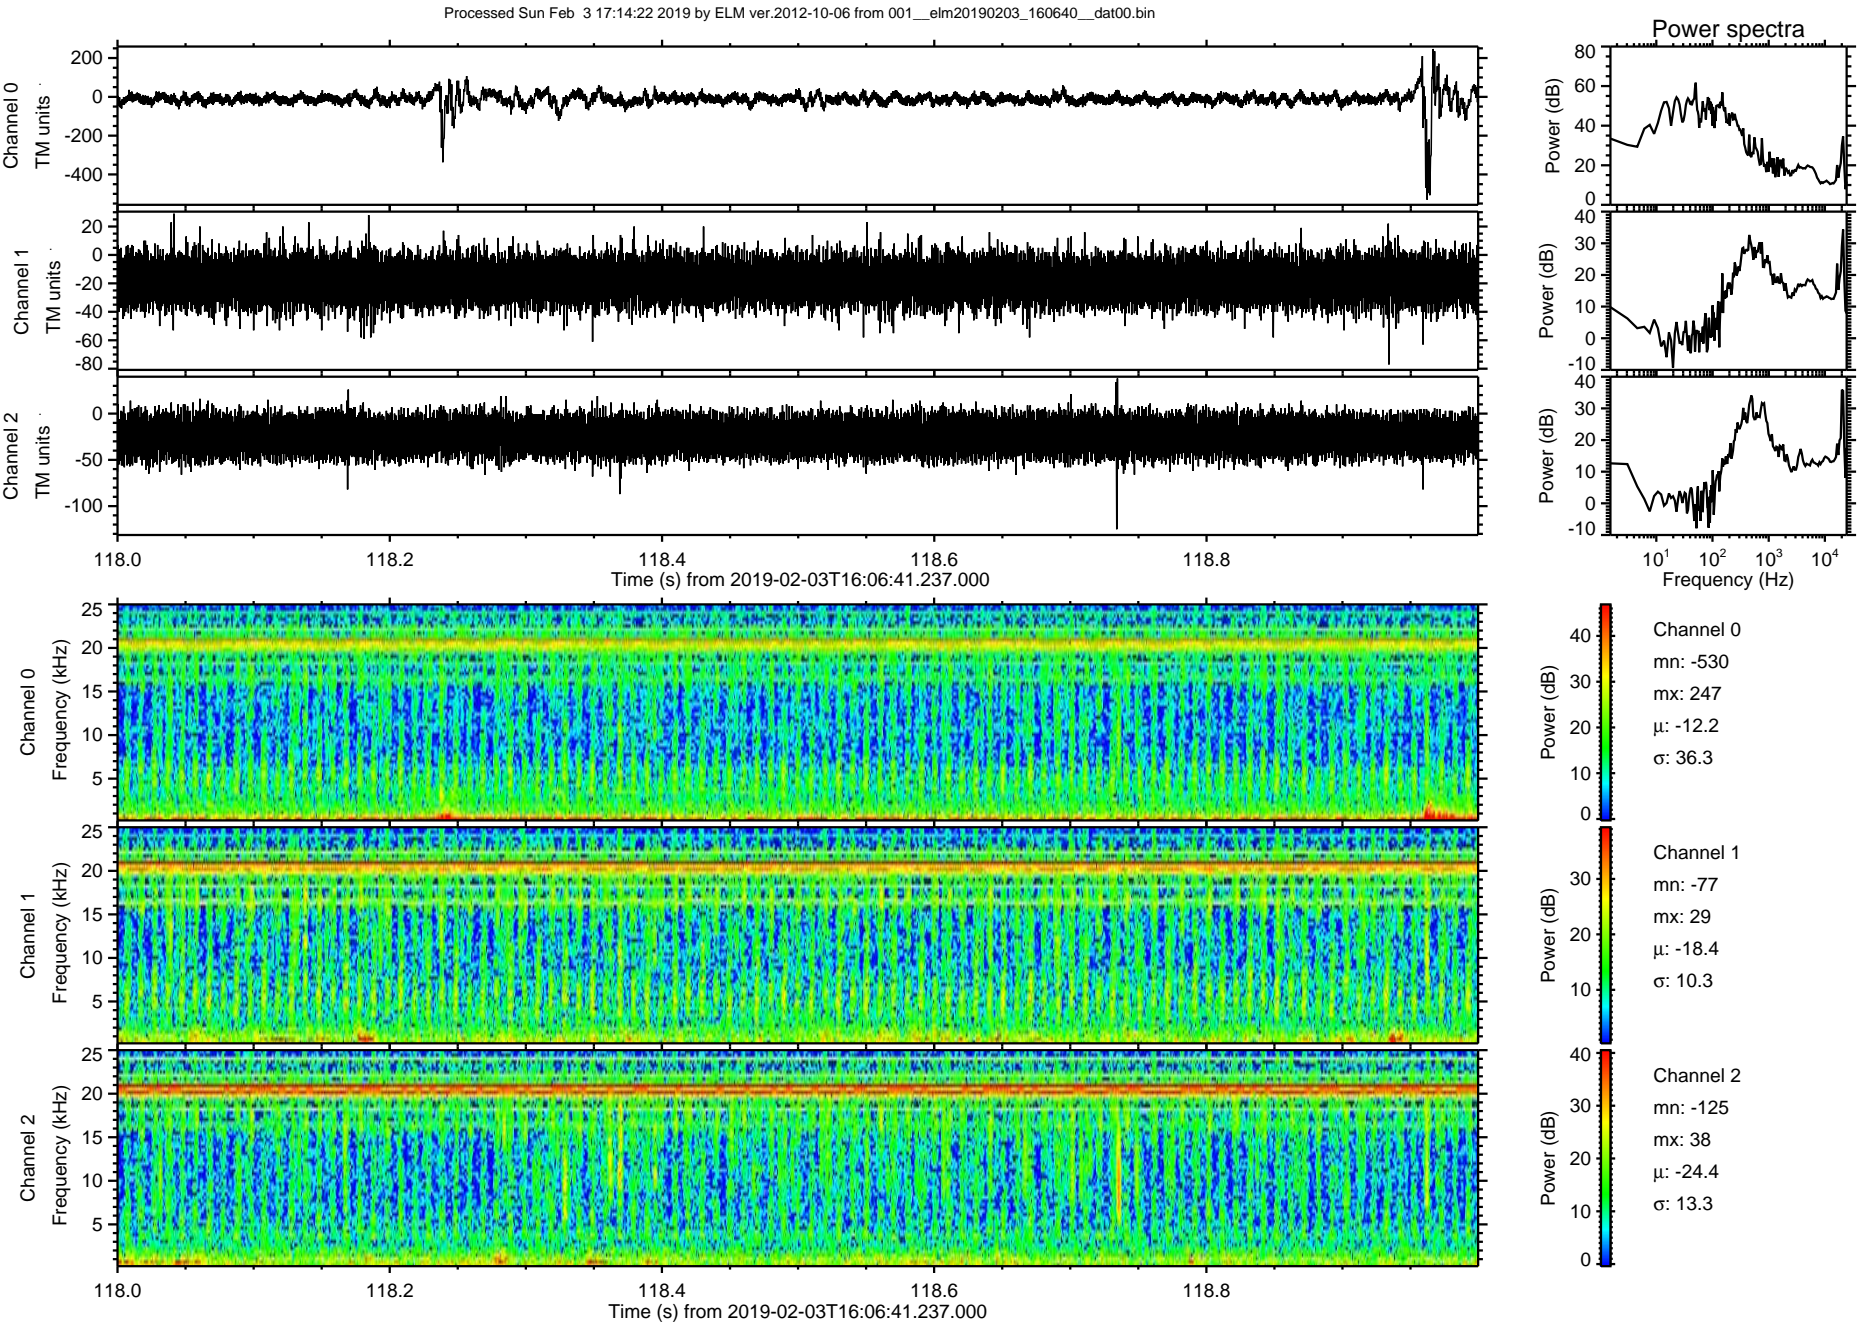 Processed Sun Feb  3 17:14:22 2019 by ELM ver.2012-10-06 from 001__elm20190203_160640__dat00.bin
Power spectra
Channel 0
TM units
200
0
-200
-400
Power (dB)
80
60
40
20
0
Channel 1
TM units
20
0
-20
-40
-60
-80
Power (dB)
40
30
20
10
0
-10
Channel 2
TM units
0
-50
-100
Power (dB)
40
30
20
10
0
-10
118.0 118.2 118.4 118.6 118.8
Time (s) from 2019-02-03T16:06:41.237.000
10^1 10^2 10^3 10^4
Frequency (Hz)
Channel 0
Frequency (kHz)
25
20
15
10
5
Power (dB)
40
30
20
10
0
Channel 0
mn: -530
mx: 247
μ: -12.2
σ: 36.3
Channel 1
Frequency (kHz)
25
20
15
10
5
Power (dB)
30
20
10
Channel 1
mn: -77
mx: 29
μ: -18.4
σ: 10.3
Channel 2
Frequency (kHz)
25
20
15
10
5
Power (dB)
40
30
20
10
0
Channel 2
mn: -125
mx: 38
μ: -24.4
σ: 13.3
118.0 118.2 118.4 118.6 118.8
Time (s) from 2019-02-03T16:06:41.237.000